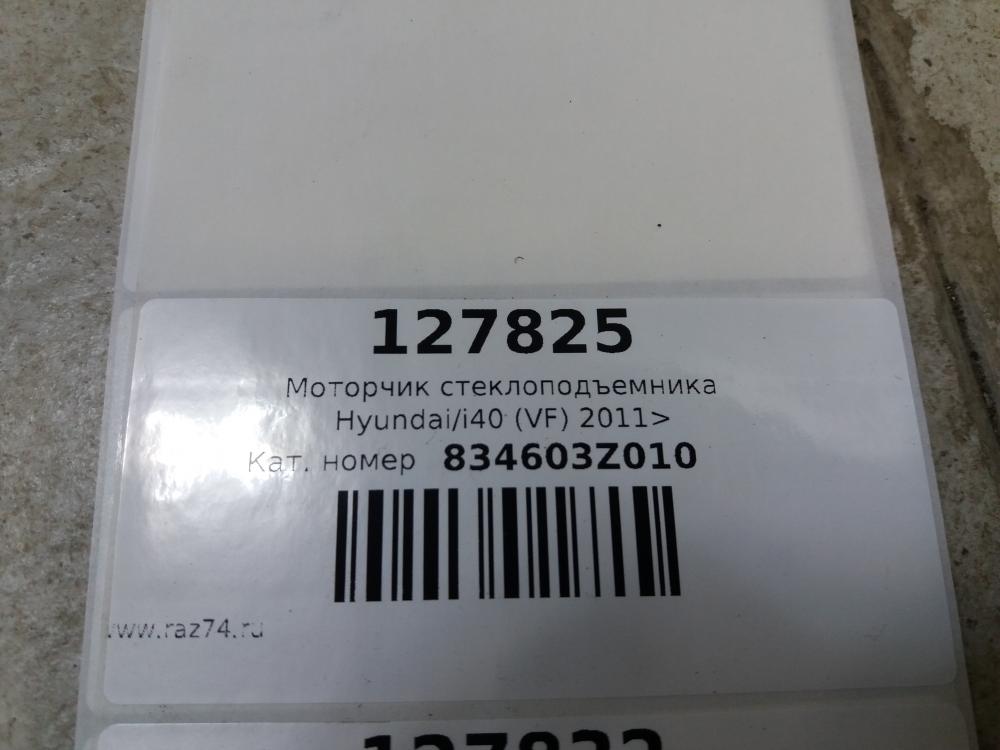 127825
Моторчик стеклоподъемника
Hyundai/i40 (VF) 2011>
Кат. номер 834603Z010
www.raz74.ru